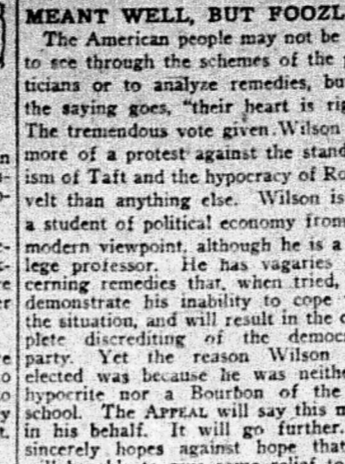 MEANT WELL, BUT FOOZL
The American people may not be
to see through the schemes of the p
ticians or to analyze remedies, bu
the saying goes, "their heart is rig
The tremendous vote given Wilson
more of a protest against the stand
ism of Taft and the hypocracy of Ro
velt than anything else. Wilson is
a student of political economy from
modern viewpoint, although he is a
lege professor. He has vagaries
cerning remedies that, when tried,
demonstrate his inability to cope
the situation, and will result in the c
plete discrediting of the democ
party. Yet the reason Wilson
elected was because he was neithe
hypocrite nor a Bourbon of the
school. The APPEAL will say this m
in his behalf. It will go further.
sincerely hopes against hope that